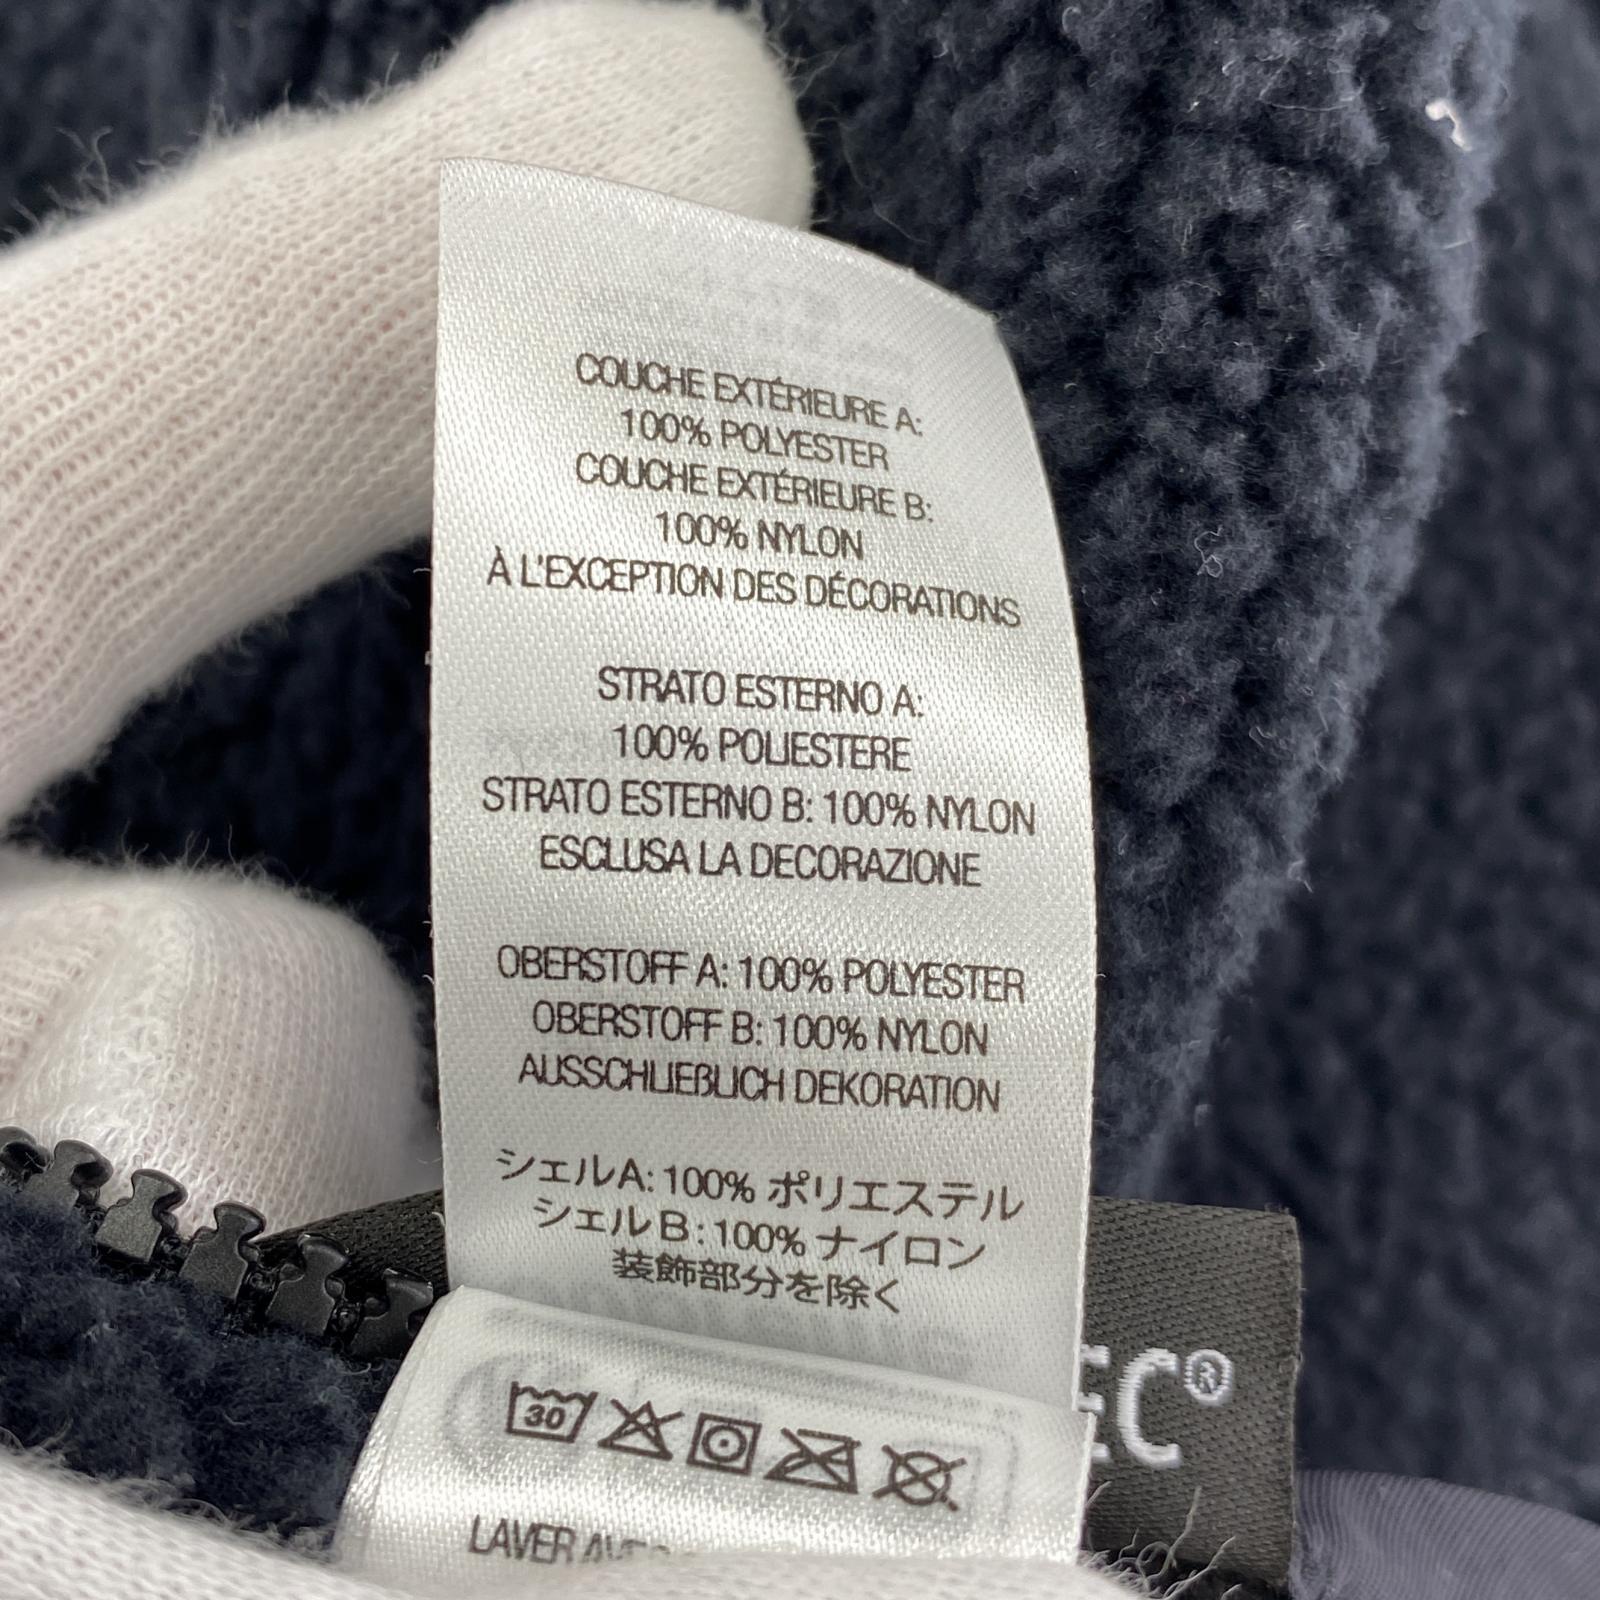 COUCHE EXTÉRIEURE A:
100% POLYESTER
COUCHE EXTÉRIEURE B:
100% NYLON
À L'EXCEPTION DES DÉCORATIONS
STRATO ESTERNO A:
100% POLIESTERE
STRATO ESTERNO B: 100% NYLON
ESCLUSA LA DECORAZIONE
OBERSTOFF A: 100% POLYESTER
OBERSTOFF B: 100% NYLON
AUSSCHLIEßLICH DEKORATION
シェルA: 100% ポリエステル
シェルB: 100% ナイロン
装飾部分を除く
EC®
30
LAVER